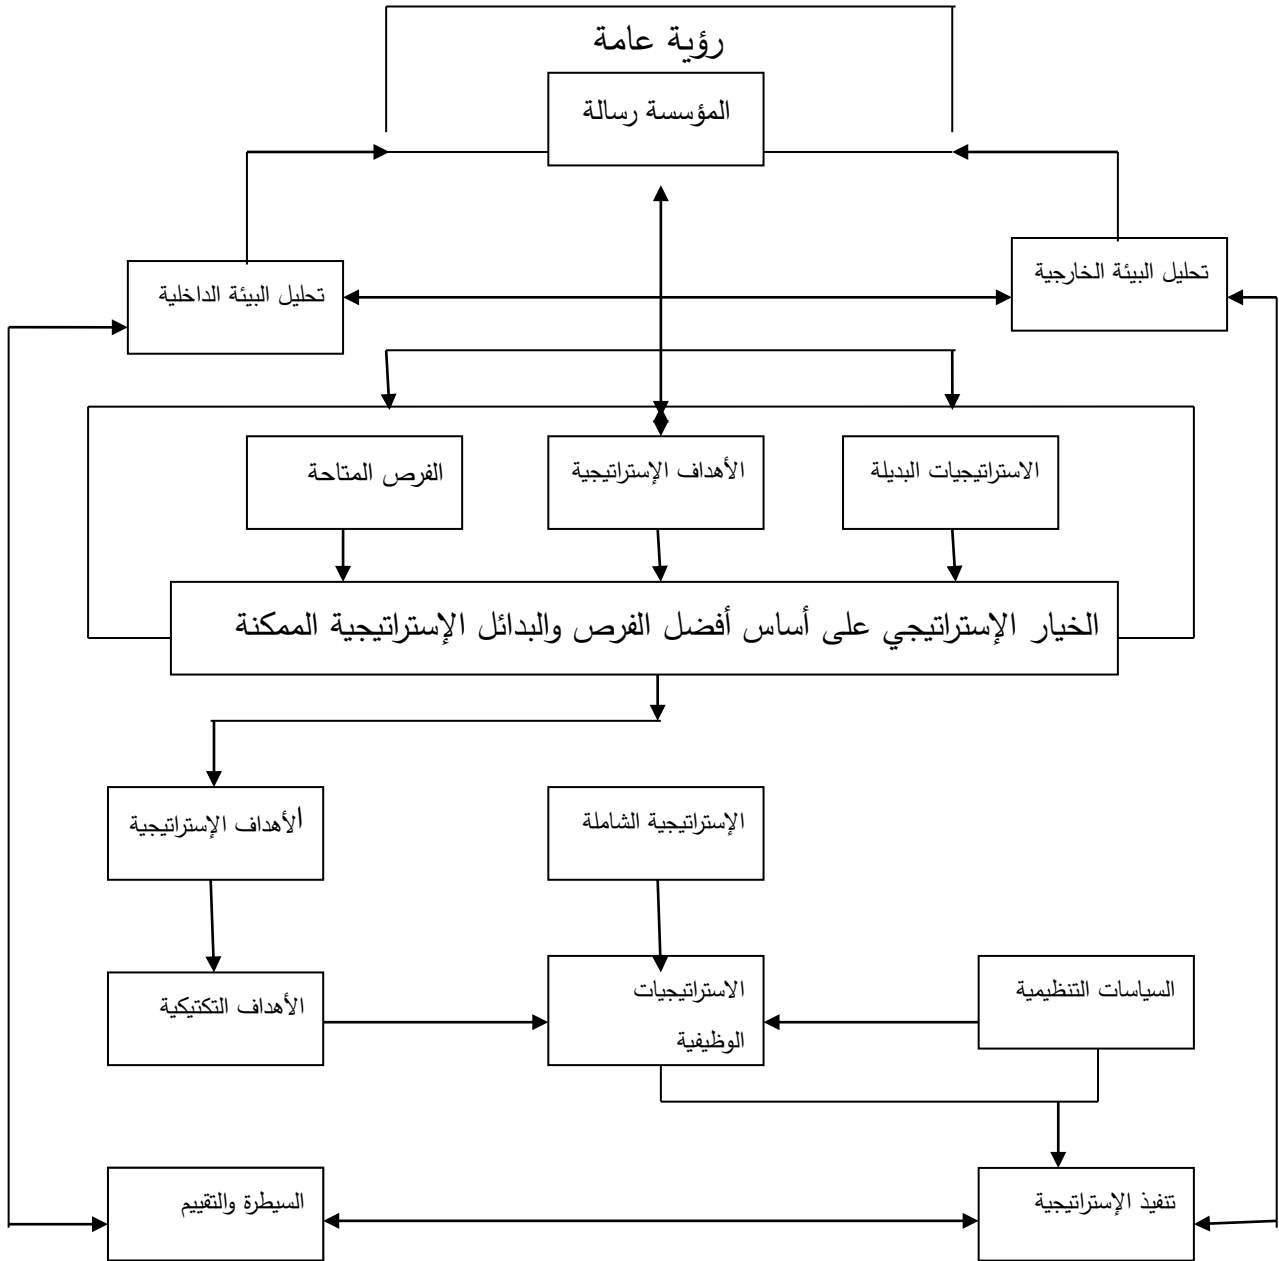 رؤية عامة
المؤسسة رسالة
تحليل البيئة الخارجية
تحليل البيئة الداخلية
الاستراتيجيات البديلة
الأهداف الإستراتيجية
الفرص المتاحة
الخيار الإستراتيجي على أساس أفضل الفرص والبدائل الإستراتيجية الممكنة
الإستراتيجية الشاملة
الأهداف الإستراتيجية
السياسات التنظيمية
الاستراتيجيات
الوظيفية
الأهداف التكتيكية
تنفيذ الإستراتيجية
السيطرة والتقييم